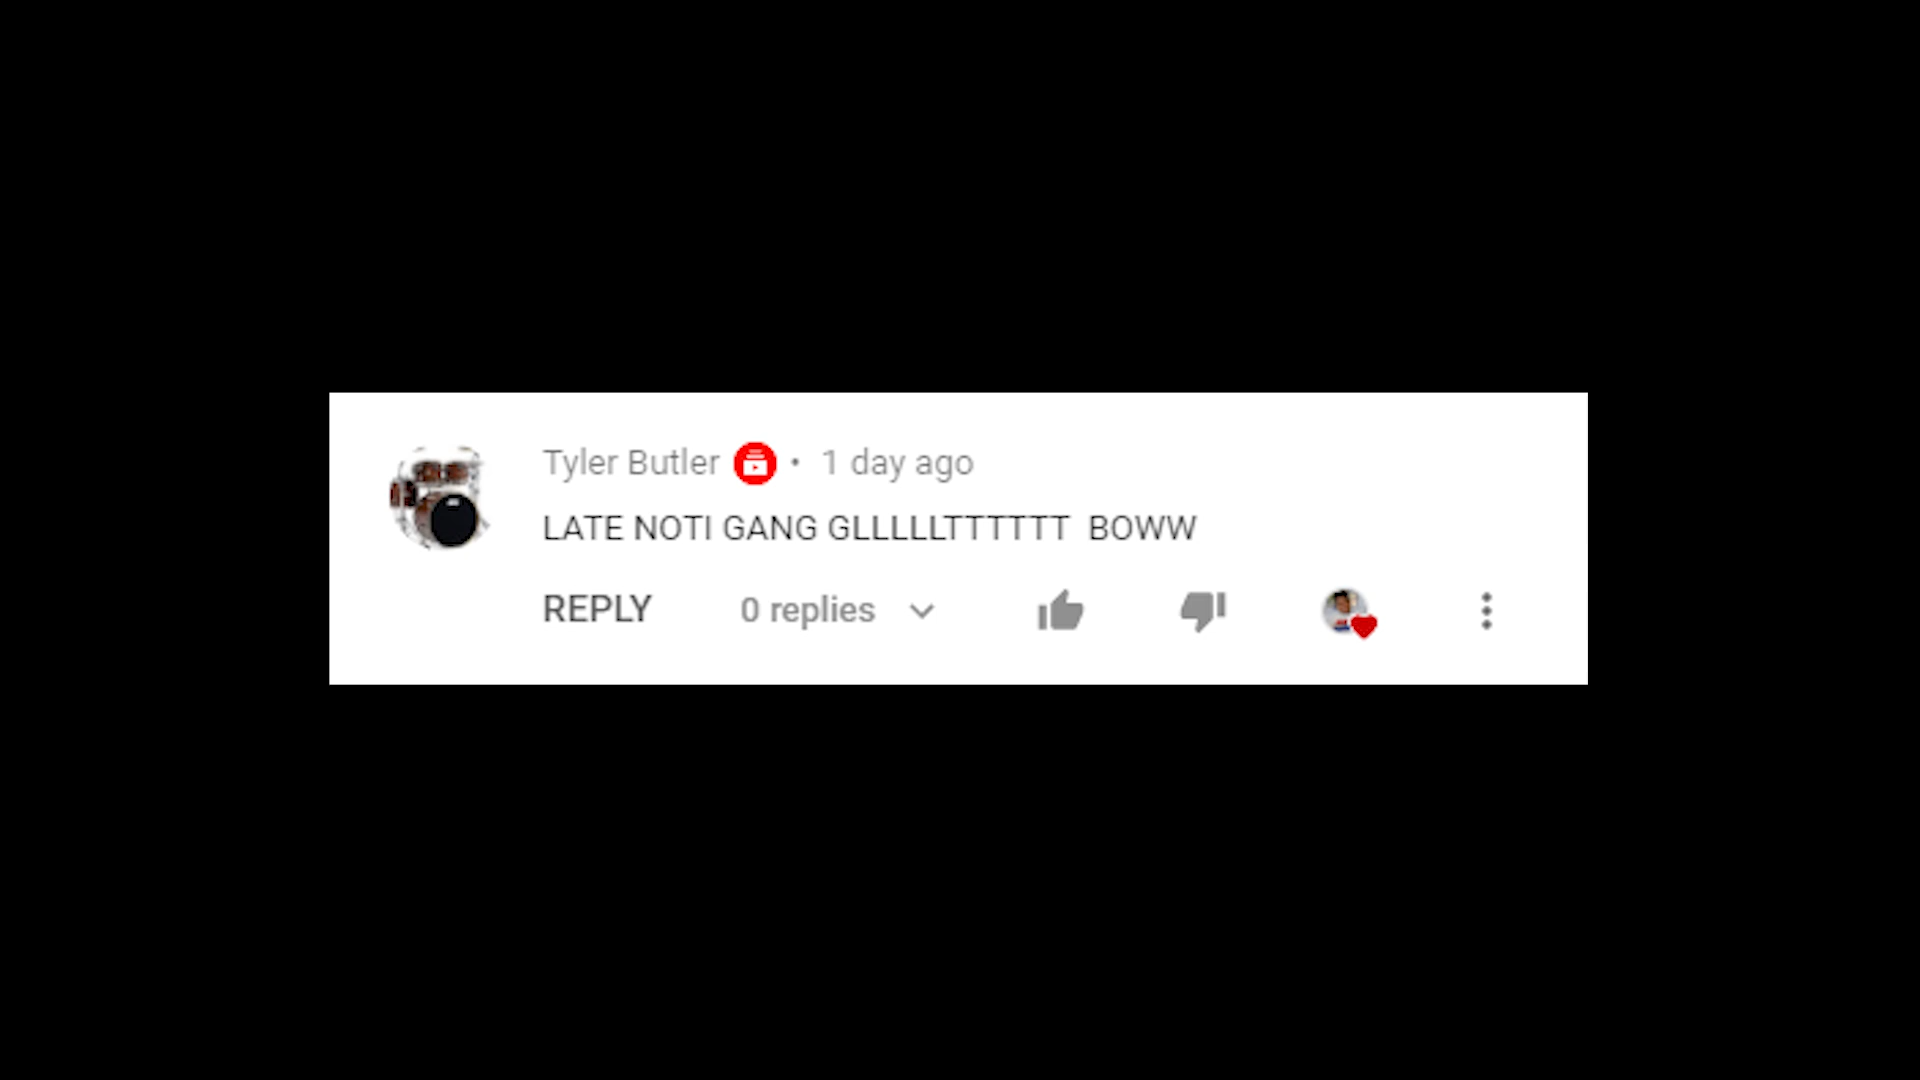 Tyler Butler • 1 day ago
LATE NOTI GANG GLLLLLTTTTTT BOWW
REPLY 0 replies